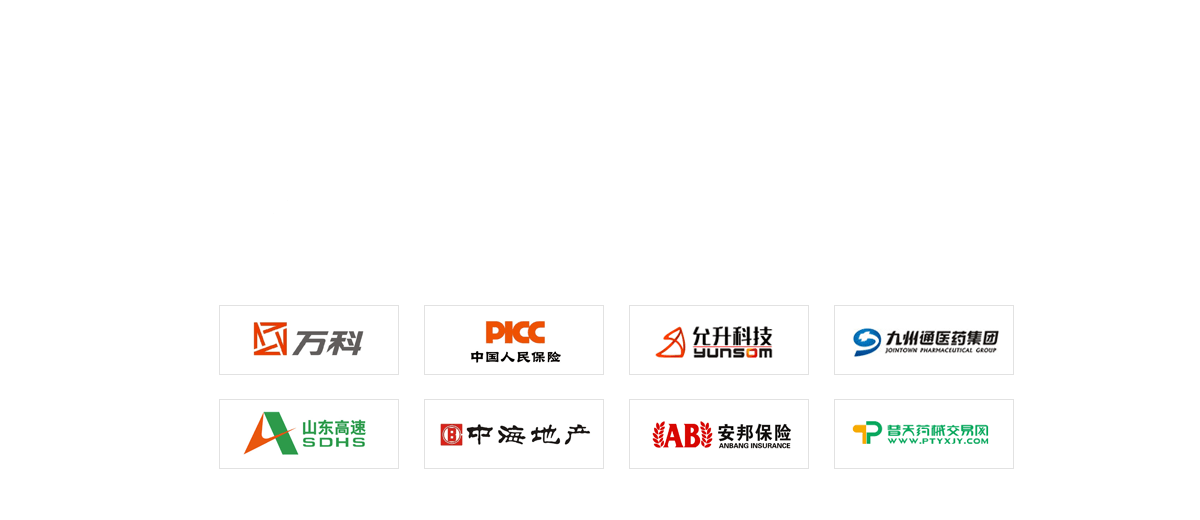 万科
PICC
中国人民保险
允升科技
yunsom
九州通医药集团
JOINTOWN PHARMACEUTICAL GROUP
山东高速
SDHS
中海地产
AB 安邦保险
ANBANG INSURANCE
普天药械交易网
WWW.PTYXJY.COM